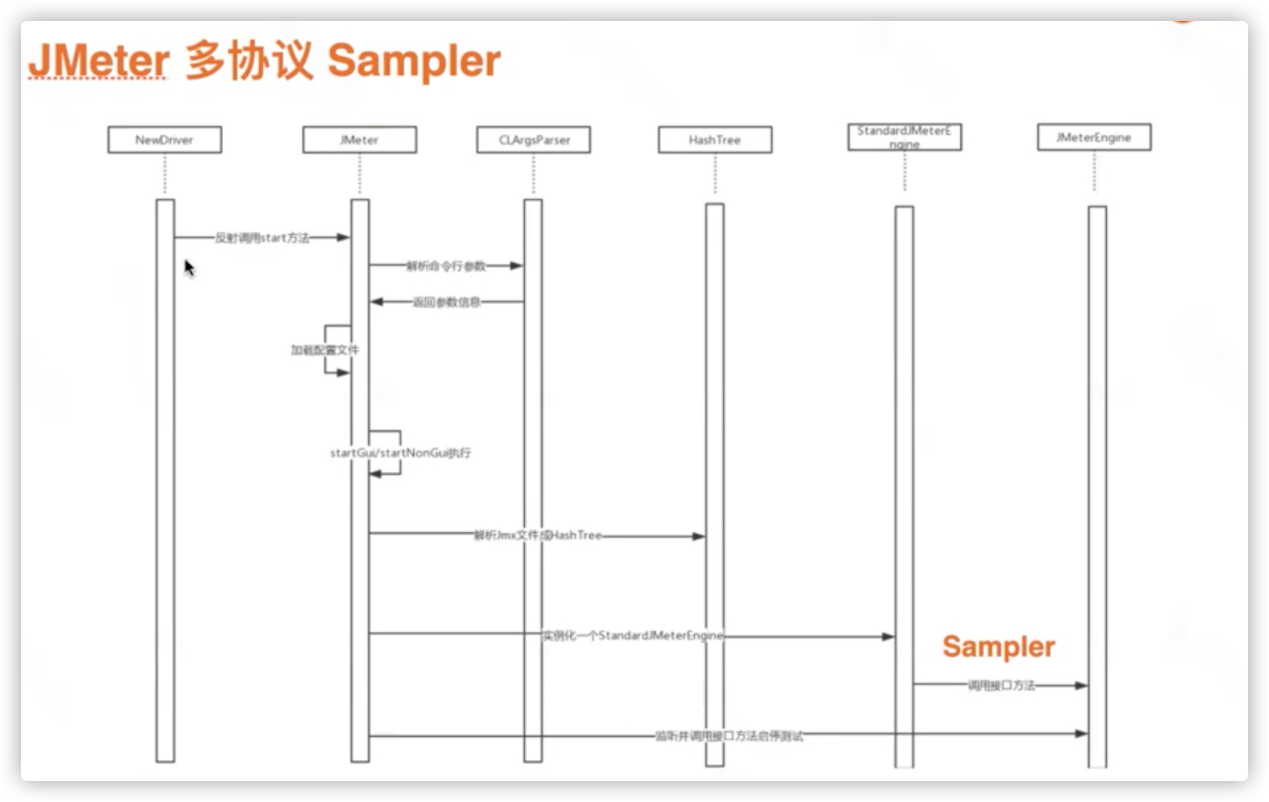 JMeter 多协议 Sampler
NewDriver
JMeter
CLArgsParser
HashTree
StandardJMeterE
ngine
JMeterEngine
反射调用start方法
解析命令行参数
返回参数信息
加载配置文件
startGui/startNonGui执行
解析Jmx文件成HashTree
实例化一个StandardJMeterEngine
Sampler
调用接口方法
监听并调用接口方法启停测试